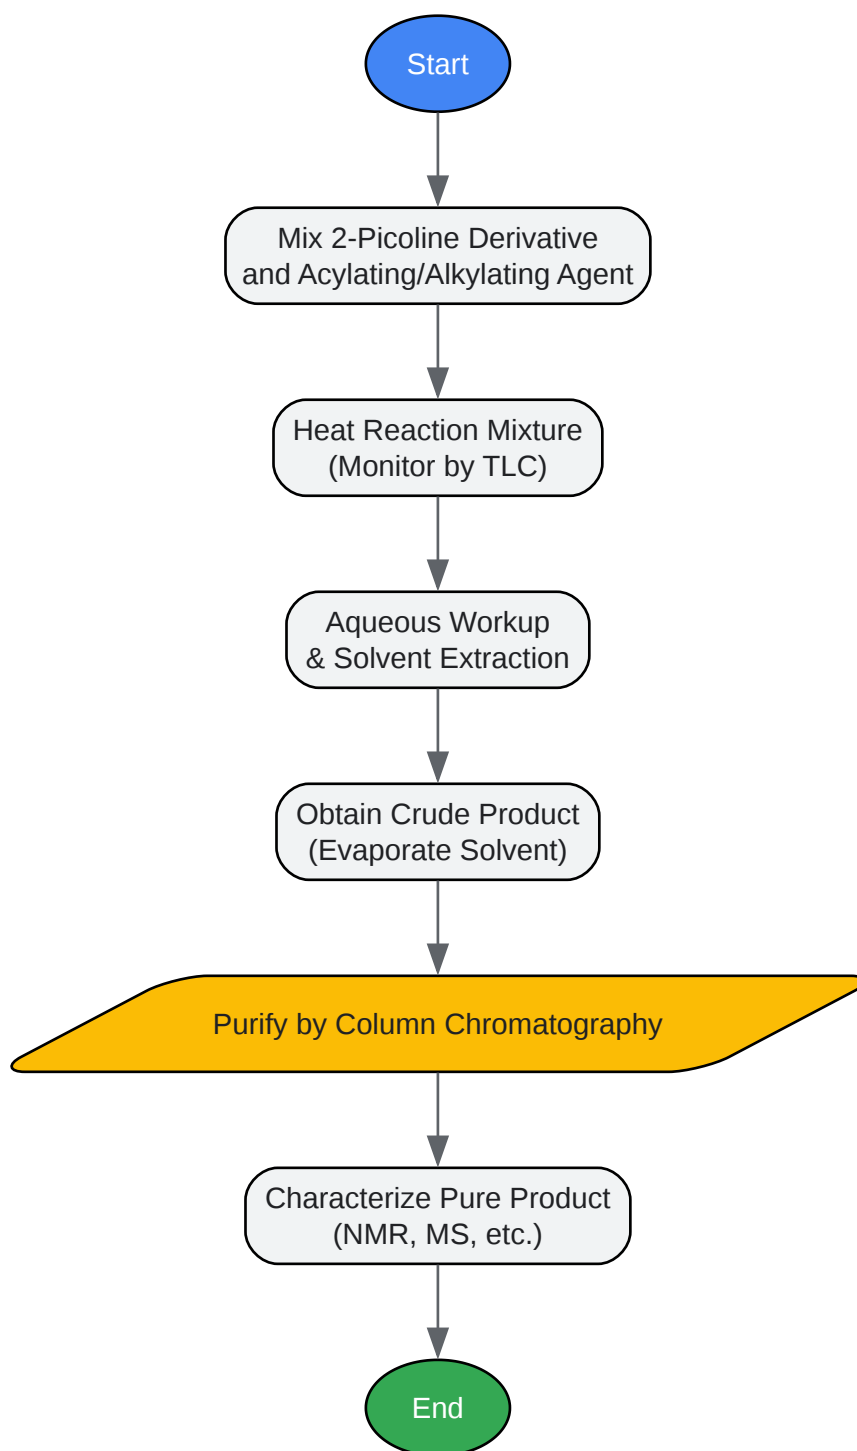 Start
Mix 2-Picoline Derivative
and Acylating/Alkylating Agent
Heat Reaction Mixture
(Monitor by TLC)
Aqueous Workup
& Solvent Extraction
Obtain Crude Product
(Evaporate Solvent)
Purify by Column Chromatography
Characterize Pure Product
(NMR, MS, etc.)
End